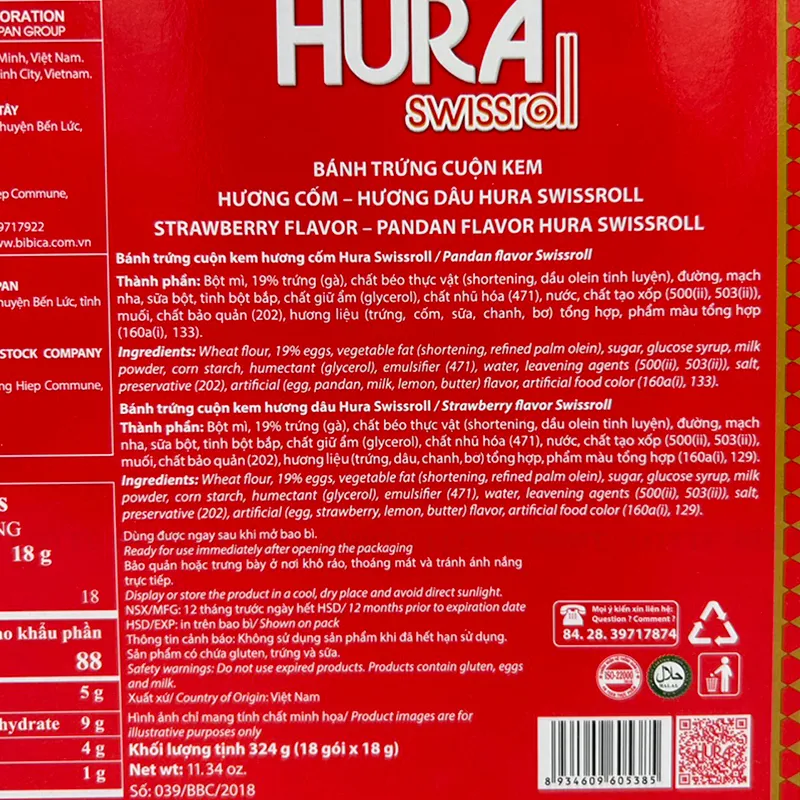 ORATION
PAN GROUP
Minh, Việt Nam.
inh City, Vietnam.
TÂY
huyện Bến Lức,
ep Commune,
9717922
www.bibica.com.vn
PAN
huyện Bến Lức, tỉnh
STOCK COMPANY
ng Hiep Commune,
HURA
swissroll
BÁNH TRỨNG CUỘN KEM
HƯƠNG CỐM – HƯƠNG DÂU HURA SWISSROLL
STRAWBERRY FLAVOR – PANDAN FLAVOR HURA SWISSROLL
Bánh trứng cuộn kem hương cốm Hura Swissroll / Pandan flavor Swissroll
Thành phần: Bột mì, 19% trứng (gà), chất béo thực vật (shortening, dầu olein tinh luyện), đường, mạch
nha, sữa bột, tinh bột bắp, chất giữ ẩm (glycerol), chất nhũ hóa (471), nước, chất tạo xốp (500(ii), 503(ii)),
muối, chất bảo quản (202), hương liệu (trứng, cốm, sữa, chanh, bơ) tổng hợp, phẩm màu tổng hợp
(160a(i), 133).
Ingredients: Wheat flour, 19% eggs, vegetable fat (shortening, refined palm olein), sugar, glucose syrup, milk
powder, corn starch, humectant (glycerol), emulsifier (471), water, leavening agents (500(ii), 503(ii)), salt,
preservative (202), artificial (egg, pandan, milk, lemon, butter) flavor, artificial food color (160a(i), 133).
Bánh trứng cuộn kem hương dâu Hura Swissroll / Strawberry flavor Swissroll
Thành phần: Bột mì, 19% trứng (gà), chất béo thực vật (shortening, dầu olein tinh luyện), đường, mạch
nha, sữa bột, tinh bột bắp, chất giữ ẩm (glycerol), chất nhũ hóa (471), nước, chất tạo xốp (500(ii), 503(ii)),
muối, chất bảo quản (202), hương liệu (trứng, dâu, chanh, bơ) tổng hợp, phẩm màu tổng hợp (160a(i), 129).
Ingredients: Wheat flour, 19% eggs, vegetable fat (shortening, refined palm olein), sugar, glucose syrup, milk
powder, corn starch, humectant (glycerol), emulsifier (471), water, leavening agents (500(ii), 503(ii)), salt,
preservative (202), artificial (egg, strawberry, lemon, butter) flavor, artificial food color (160a(i), 129).
Dùng được ngay sau khi mở bao bì.
Ready for use immediately after opening the packaging
Bảo quản hoặc trưng bày ở nơi khô ráo, thoáng mát và tránh ánh nắng
trực tiếp.
Display or store the product in a cool, dry place and avoid direct sunlight.
NSX/MFG: 12 tháng trước ngày hết HSD/ 12 months prior to expiration date
HSD/EXP: in trên bao bì/ Shown on pack
Thông tin cảnh báo: Không sử dụng sản phẩm khi đã hết hạn sử dụng.
Sản phẩm có chứa gluten, trứng và sữa.
Safety warnings: Do not use expired products. Products contain gluten, eggs
and milk.
Xuất xứ/ Country of Origin: Việt Nam
Hình ảnh chỉ mang tính chất minh họa/ Product images are for
illustrative purposes only
Khối lượng tịnh 324 g (18 gói x 18 g)
Net wt: 11.34 oz.
Số: 039/BBC/2018
S
NG
18 g
18
ao khẩu phần
88
5 g
hydrate 9 g
4 g
1 g
Mọi ý kiến xin liên hệ:
Question ? Comment ?
84. 28. 39717874
ISO-22000
HALAL
8 934609 605385
HURA